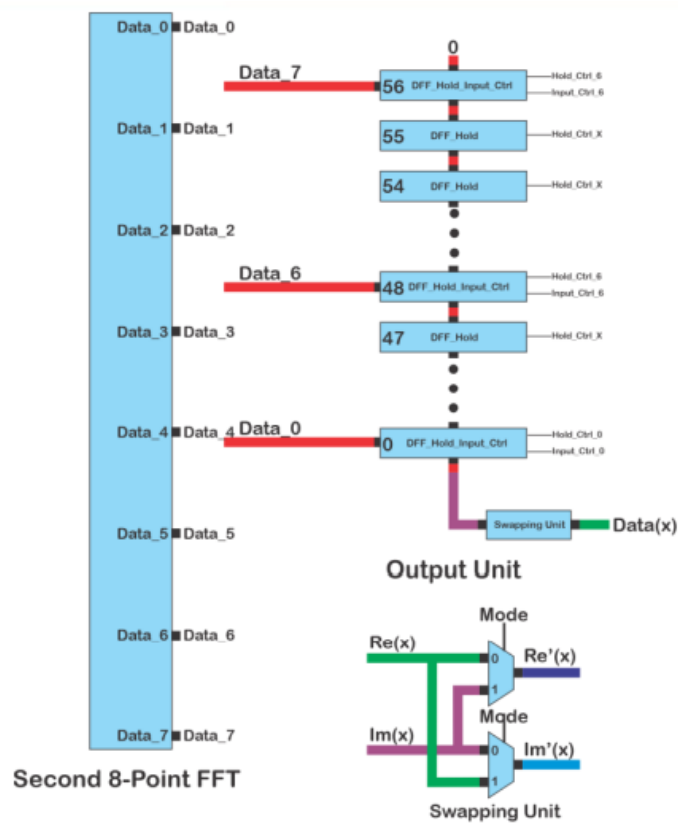 Data_0 Data_0
Data_1 Data_1
Data_2 Data_2
Data_3 Data_3
Data_4 Data_4
Data_5 Data_5
Data_6 Data_6
Data_7 Data_7
Second 8-Point FFT
0
Data_7
56 DFF_Hold_Input_Ctrl
Hold_Ctrl_6
Input_Ctrl_6
55 DFF_Hold
Hold_Ctrl_X
54 DFF_Hold
Hold_Ctrl_X
Data_6
48 DFF_Hold_Input_Ctrl
Hold_Ctrl_6
Input_Ctrl_6
47 DFF_Hold
Hold_Ctrl_X
Data_0
0 DFF_Hold_Input_Ctrl
Hold_Ctrl_0
Input_Ctrl_0
Swapping Unit
Data(x)
Output Unit
Mode
Re(x)
0
1
Re'(x)
Mode
Im(x)
0
1
Im'(x)
Swapping Unit